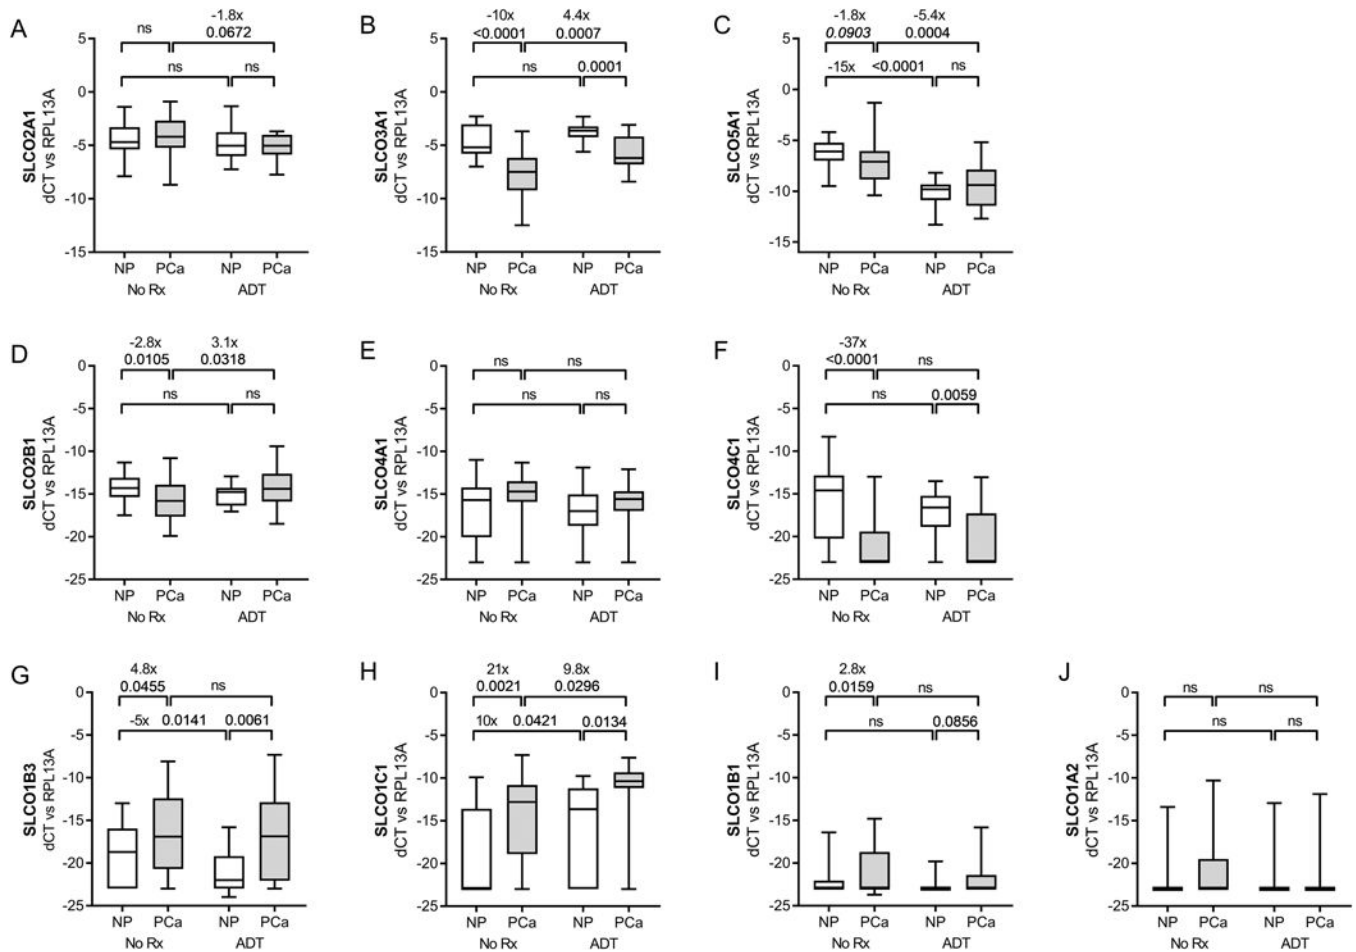 A
-1.8x
ns
0.0672
ns
ns
SLCO2A1
dCT vs RPL13A
5
0
-5
-10
-15
NP
PCa
NP
PCa
No Rx
ADT
B
-10x
4.4x
<0.0001
0.0007
ns
0.0001
SLCO3A1
dCT vs RPL13A
5
0
-5
-10
-15
NP
PCa
NP
PCa
No Rx
ADT
C
-1.8x
-5.4x
0.0903
0.0004
-15x
<0.0001
ns
SLCO5A1
dCT vs RPL13A
5
0
-5
-10
-15
NP
PCa
NP
PCa
No Rx
ADT
D
-2.8x
3.1x
0.0105
0.0318
ns
ns
SLCO2B1
dCT vs RPL13A
0
-5
-10
-15
-20
-25
NP
PCa
NP
PCa
No Rx
ADT
E
ns
ns
ns
ns
SLCO4A1
dCT vs RPL13A
0
-5
-10
-15
-20
-25
NP
PCa
NP
PCa
No Rx
ADT
F
-37x
<0.0001
ns
ns
0.0059
SLCO4C1
dCT vs RPL13A
0
-5
-10
-15
-20
-25
NP
PCa
NP
PCa
No Rx
ADT
G
4.8x
0.0455
ns
-5x
0.0141
0.0061
SLCO1B3
dCT vs RPL13A
0
-5
-10
-15
-20
-25
NP
PCa
NP
PCa
No Rx
ADT
H
21x
9.8x
0.0021
0.0296
10x
0.0421
0.0134
SLCO1C1
dCT vs RPL13A
0
-5
-10
-15
-20
-25
NP
PCa
NP
PCa
No Rx
ADT
I
2.8x
0.0159
ns
ns
0.0856
SLCO1B1
dCT vs RPL13A
0
-5
-10
-15
-20
-25
NP
PCa
NP
PCa
No Rx
ADT
J
ns
ns
ns
ns
SLCO1A2
dCT vs RPL13A
0
-5
-10
-15
-20
-25
NP
PCa
NP
PCa
No Rx
ADT